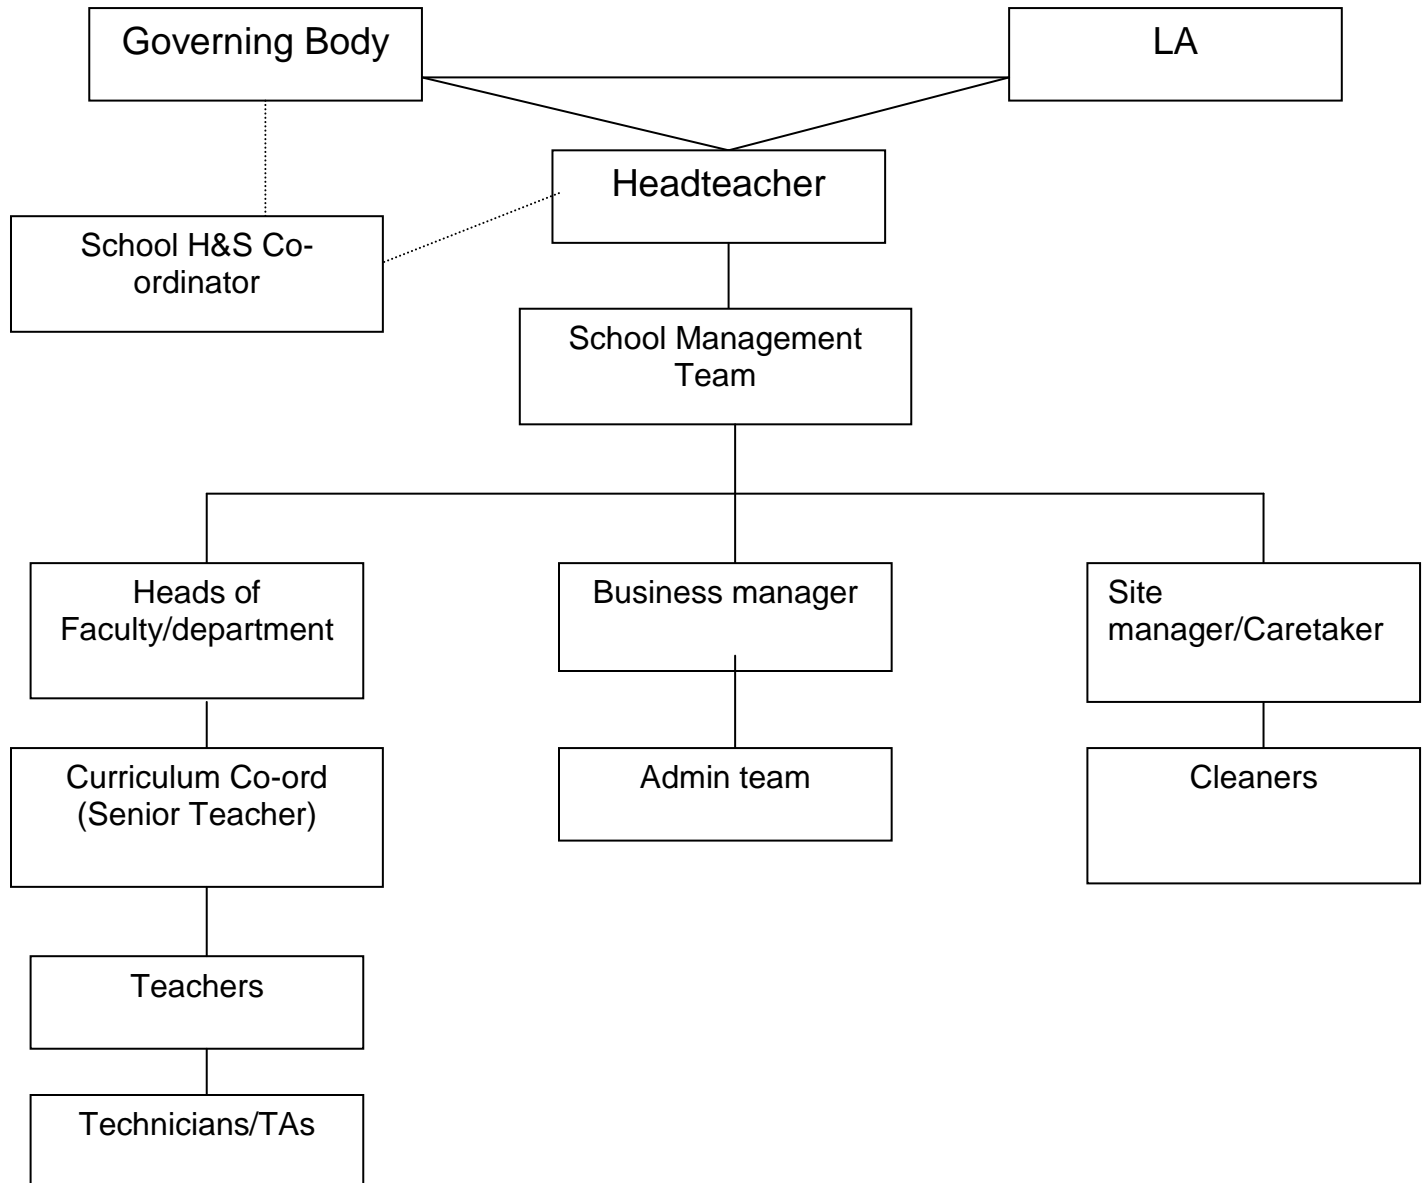 Governing Body
LA
Headteacher
School H&S Co-
ordinator
School Management
Team
Heads of
Faculty/department
Business manager
Site
manager/Caretaker
Curriculum Co-ord
(Senior Teacher)
Admin team
Cleaners
Teachers
Technicians/TAs